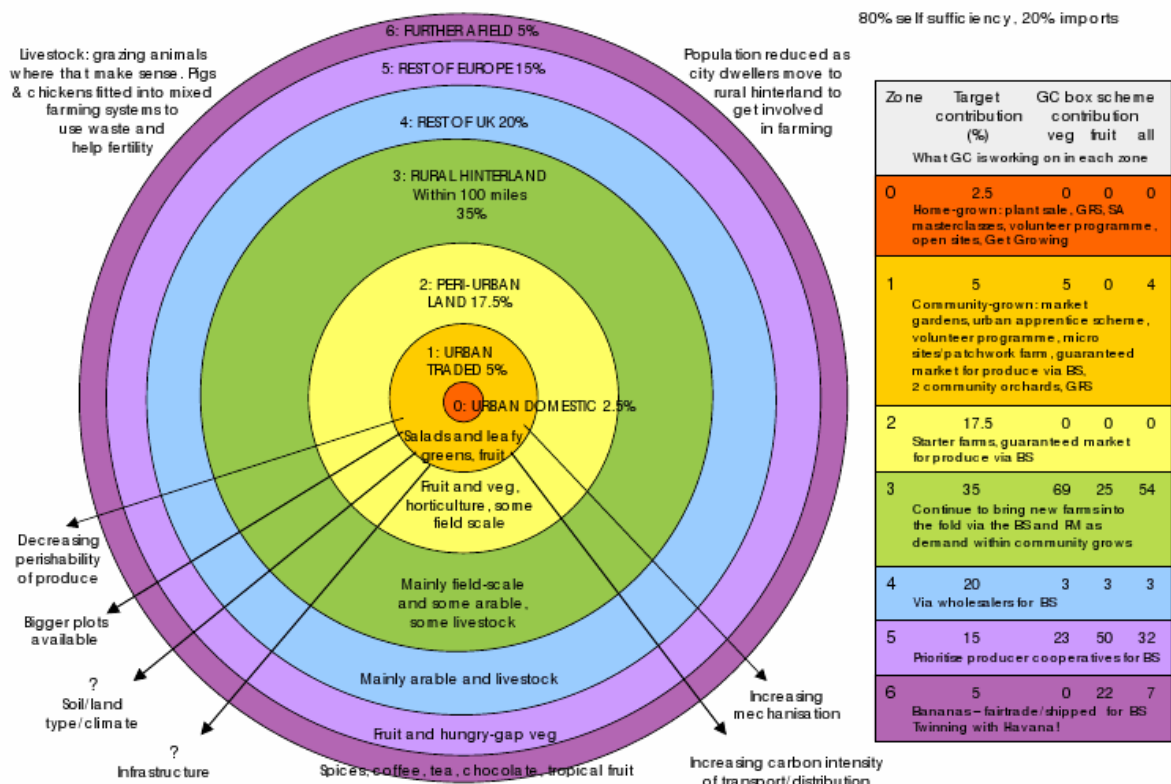 80% self sufficiency, 20% imports
Livestock: grazing animals
where that make sense. Pigs
& chickens fitted into mixed
farming systems to
use waste and
help fertility
Population reduced as
city dwellers move to
rural hinterland to
get involved
in farming
6: FURTHER AFIELD 5%
5: REST OF EUROPE 15%
4: REST OF UK 20%
3: RURAL HINTERLAND
Within 100 miles
35%
2: PERI-URBAN
LAND 17.5%
1: URBAN
TRADED 5%
0: URBAN DOMESTIC 2.5%
Salads and leafy
greens, fruit
Fruit and veg,
horticulture, some
field scale
Mainly field-scale
and some arable,
some livestock
Mainly arable and livestock
Fruit and hungry-gap veg
Spices, coffee, tea, chocolate, tropical fruit
Decreasing
perishability
of produce
Bigger plots
available
?
Soil/land
type/climate
?
Infrastructure
Increasing
mechanisation
Increasing carbon intensity
of transport/distribution
Zone Target GC box scheme
contribution contribution
(%) veg fruit all
What GC is working on in each zone
0 2.5 0 0 0
Home-grown: plant sale, GRS, SA
masterclasses, volunteer programme,
open sites, Get Growing
1 5 5 0 4
Community-grown: market
gardens, urban apprentice scheme,
volunteer programme, micro
sites/patchwork farm, guaranteed
market for produce via BS,
2 community orchards, GRS
2 17.5 0 0 0
Starter farms, guaranteed market
for produce via BS
3 35 69 25 54
Continue to bring new farms into
the fold via the BS and FM as
demand within community grows
4 20 3 3 3
Via wholesalers for BS
5 15 23 50 32
Prioritise producer cooperatives for BS
6 5 0 22 7
Bananas – fairtrade/shipped for BS
Twinning with Havana!